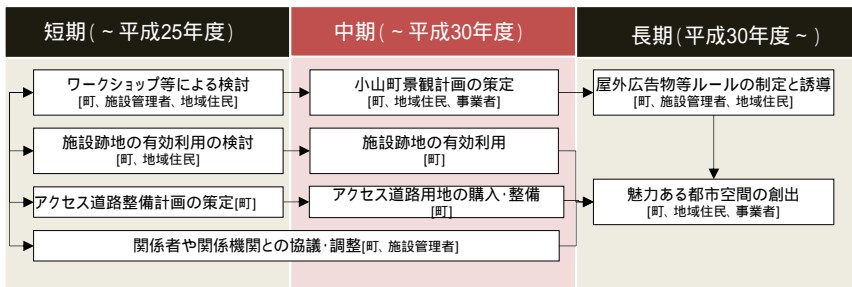 短期(~平成25年度)
中期(~平成30年度)
長期(平成30年度~)
ワークショップ等による検討
[町、施設管理者、地域住民]
小山町景観計画の策定
[町、地域住民、事業者]
屋外広告物等ルールの制定と誘導
[町、施設管理者、地域住民]
施設跡地の有効利用の検討
[町、地域住民]
施設跡地の有効利用
[町]
アクセス道路整備計画の策定[町]
アクセス道路用地の購入・整備
[町]
魅力ある都市空間の創出
[町、地域住民、事業者]
関係者や関係機関との協議・調整[町、施設管理者]